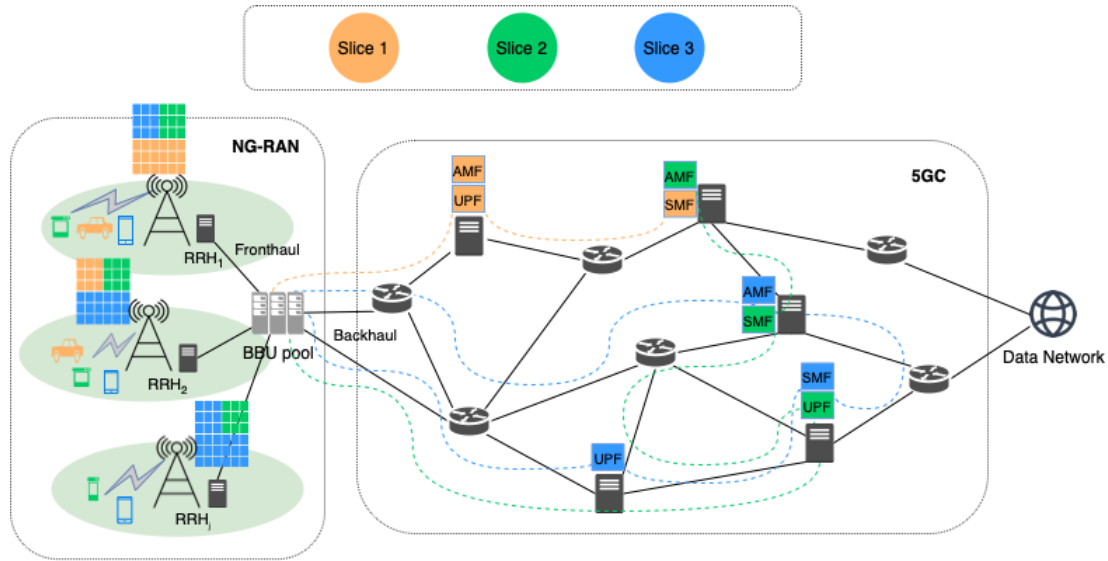 Slice 1
Slice 2
Slice 3
NG-RAN
5GC
AMF
UPF
AMF
SMF
RRH1
Fronthaul
AMF
SMF
Backhaul
BBU pool
Data Network
RRH2
SMF
UPF
UPF
RRHj